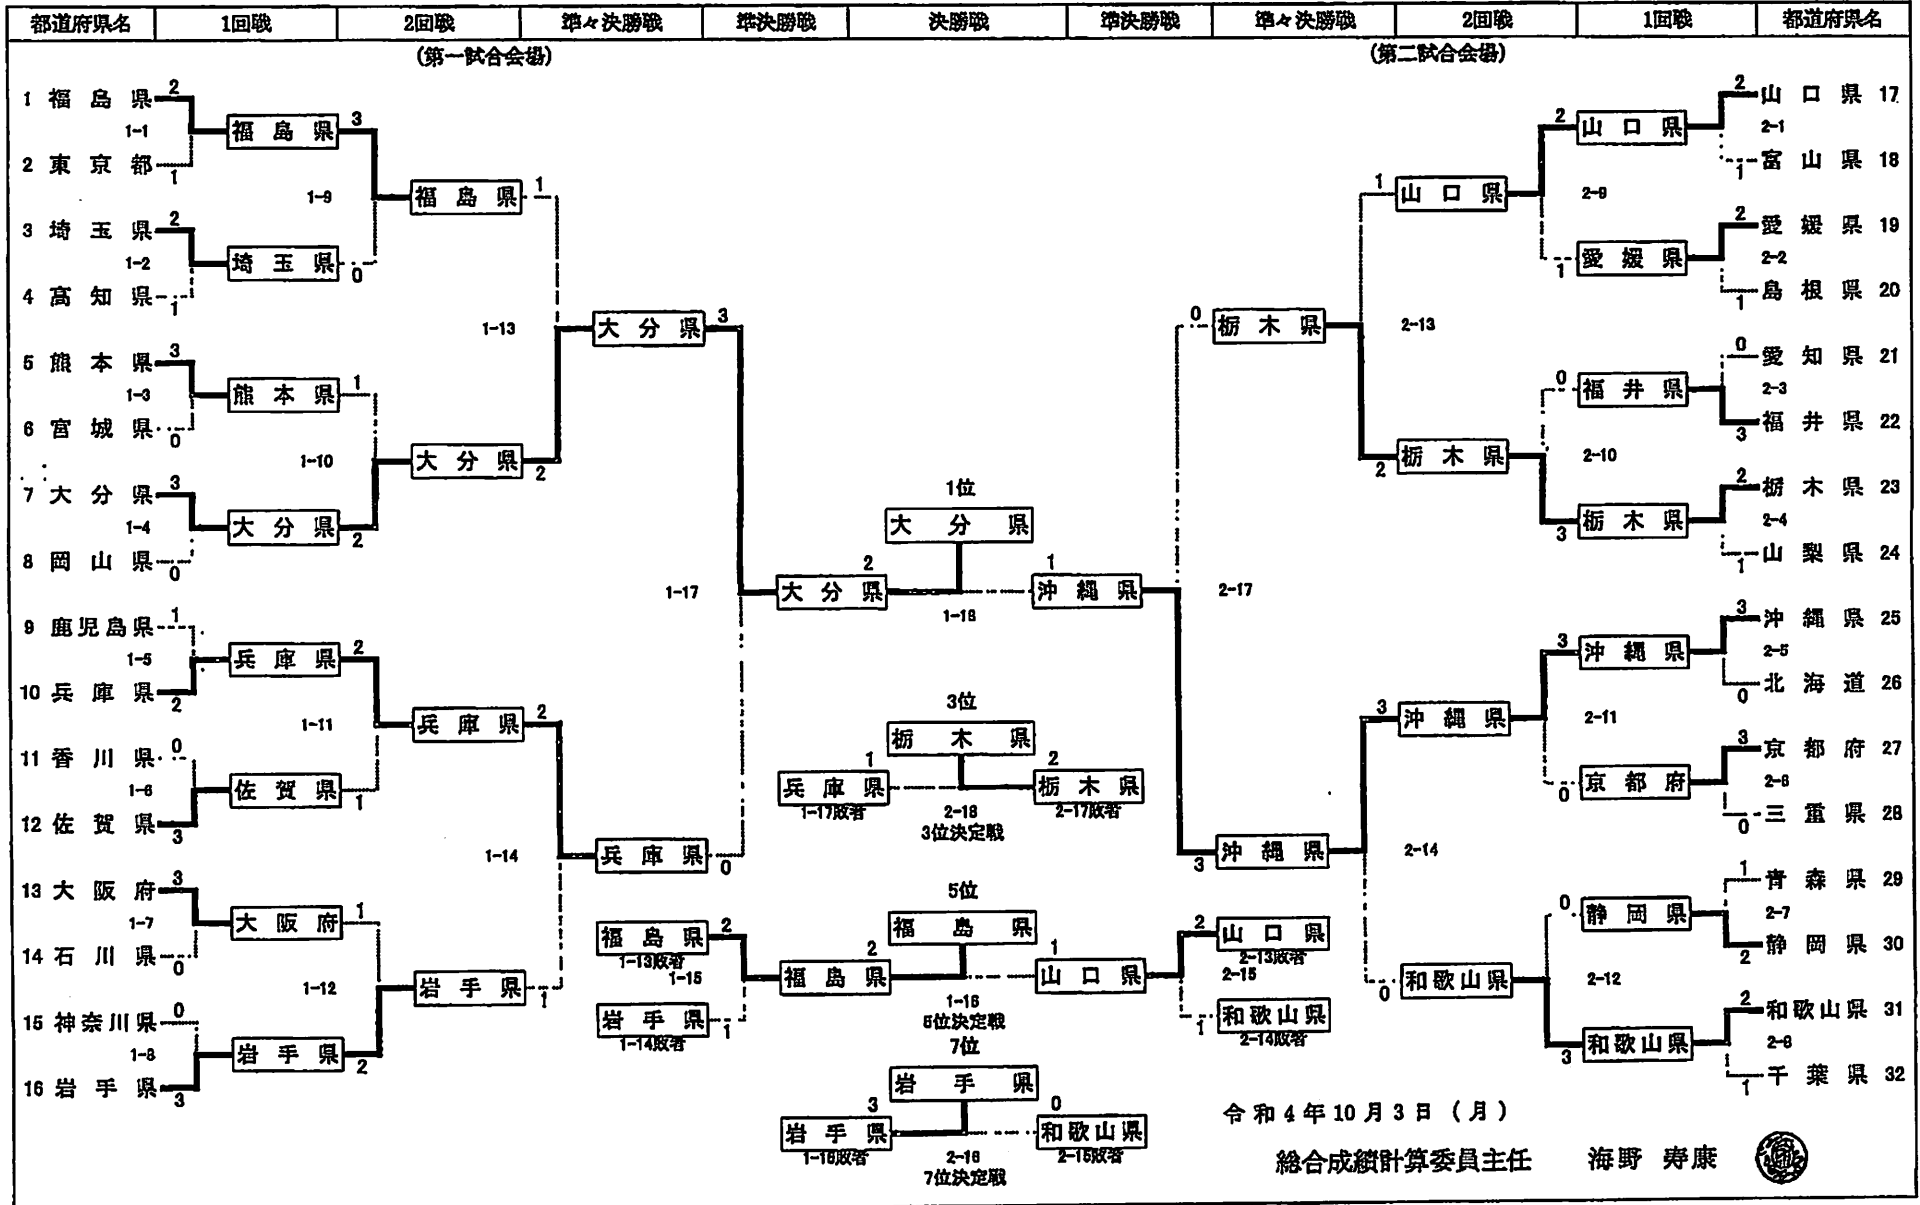 都道府県名 1回戦 2回戦 準々決勝戦 準決勝戦 決勝戦 準決勝戦 準々決勝戦 2回戦 1回戦 都道府県名
(第一試合会場) (第二試合会場)
1 福島県 2
1-1
福島県 3
2 東京都 1
1-9
福島県 1
3 埼玉県 2
1-2
埼玉県 0
4 高知県 1
1-13
大分県 3
5 熊本県 3
1-3
熊本県 1
6 宮城県 0
1-10
大分県 2
7 大分県 3
1-4
大分県 2
8 岡山県 0
1-17
9 鹿児島県 1
1-5
兵庫県 2
10 兵庫県 2
1-11
兵庫県 2
11 香川県 0
1-6
佐賀県 1
12 佐賀県 3
1-14
兵庫県 0
13 大阪府 3
1-7
大阪府 1
14 石川県 0
1-12
岩手県 1
15 神奈川県 0
1-8
岩手県 2
16 岩手県 3
1位
大分県
大分県 2 1 沖縄県
1-18
3位
栃木県
兵庫県 1 2 栃木県
1-17敗者 2-18 2-17敗者
3位決定戦
5位
福島県
福島県 2
1-13敗者
1-15
岩手県 1
1-14敗者
福島県 2 1 山口県
1-16
5位決定戦
2 山口県
2-13敗者
2-15
1 和歌山県
2-14敗者
7位
岩手県
岩手県 3 0 和歌山県
1-15敗者 2-16 2-15敗者
7位決定戦
2 山口県 17
2-1
2 山口県
1 富山県 18
2-9
1 山口県
2 愛媛県 19
2-2
1 愛媛県
1 島根県 20
2-13
0 栃木県
0 愛知県 21
2-3
0 福井県
3 福井県 22
2-10
2 栃木県
2 栃木県 23
2-4
3 栃木県
1 山梨県 24
2-17
3 沖縄県 25
2-5
3 沖縄県
0 北海道 26
2-11
3 沖縄県
3 京都府 27
2-6
0 京都府
0 三重県 28
2-14
3 沖縄県
1 青森県 29
2-7
0 静岡県
2 静岡県 30
2-12
0 和歌山県
2 和歌山県 31
2-8
3 和歌山県
1 千葉県 32
令和4年10月3日(月)
総合成績計算委員主任 海野 寿康